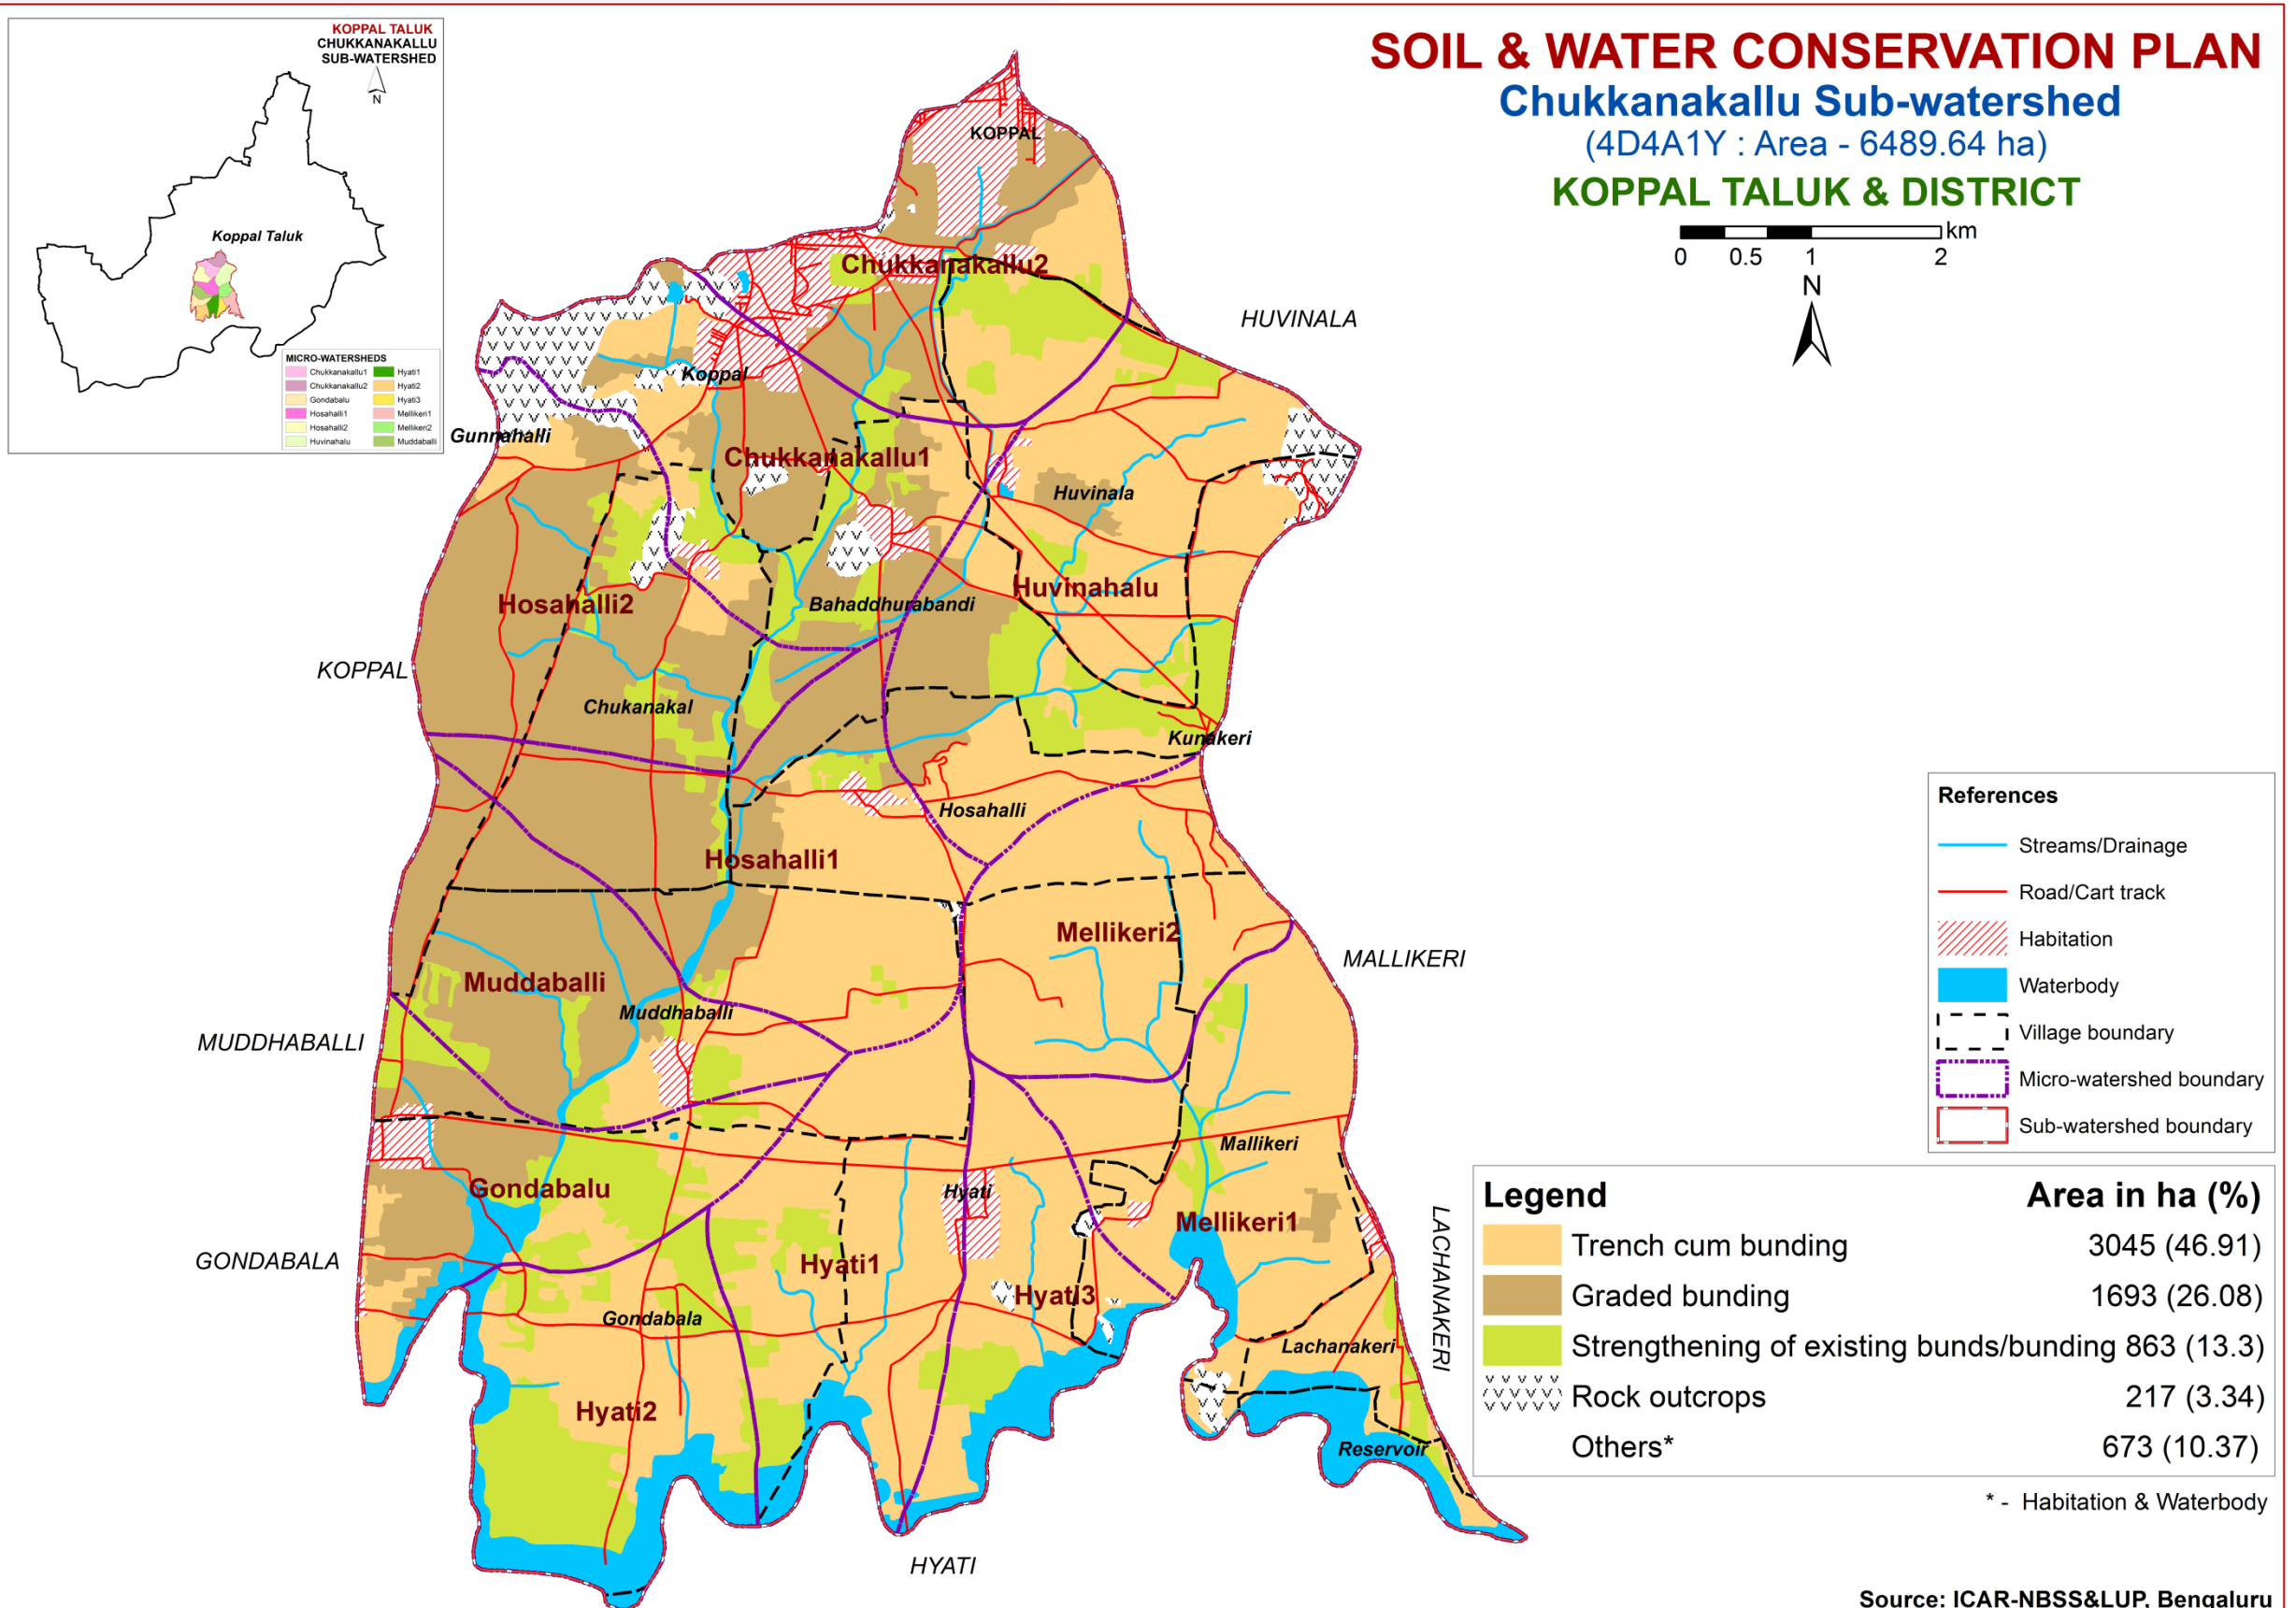 KOPPAL TALUK
CHUKKANAKALLU
SUB-WATERSHED
N
Koppal Taluk
MICRO-WATERSHEDS
Chukkanakallu1
Hyati1
Chukkanakallu2
Hyati2
Gondabalu
Hyati3
Hosahalli1
Mellikeri1
Hosahalli2
Mellikeri2
Huvinahalu
Muddaballi
SOIL & WATER CONSERVATION PLAN
Chukkanakallu Sub-watershed
(4D4A1Y : Area - 6489.64 ha)
KOPPAL TALUK & DISTRICT
km
0 0.5 1 2
N
KOPPAL
Chukkanakallu2
HUVINALA
Koppal
Gunnahalli
Chukkanakallu1
Huvinala
Huvinahalu
Hosahalli2
Bahaddhurabandi
KOPPAL
Chukanakal
Kunakeri
Hosahalli
Hosahalli1
Mellikeri2
MALLIKERI
Muddaballi
Muddhaballi
MUDDHABALLI
Mallikeri
Gondabalu
Hyati
Mellikeri1
GONDABALA
Hyati1
Hyati3
LACHANAKERI
Gondabala
Lachanakeri
Hyati2
Reservoir
HYATI
References
Streams/Drainage
Road/Cart track
Habitation
Waterbody
Village boundary
Micro-watershed boundary
Sub-watershed boundary
Legend Area in ha (%)
Trench cum bunding 3045 (46.91)
Graded bunding 1693 (26.08)
Strengthening of existing bunds/bunding 863 (13.3)
Rock outcrops 217 (3.34)
Others* 673 (10.37)
* - Habitation & Waterbody
Source: ICAR-NBSS&LUP, Bengaluru